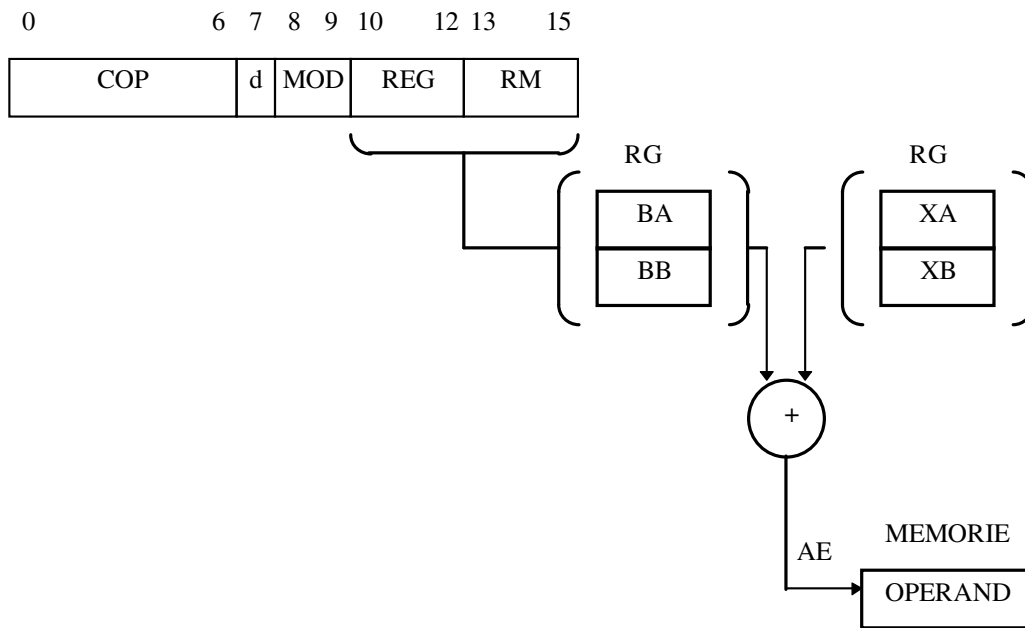 0 6 7 8 9 10 12 13 15
COP d MOD REG RM
RG RG
BA XA
BB XB
+
AE
MEMORIE
OPERAND